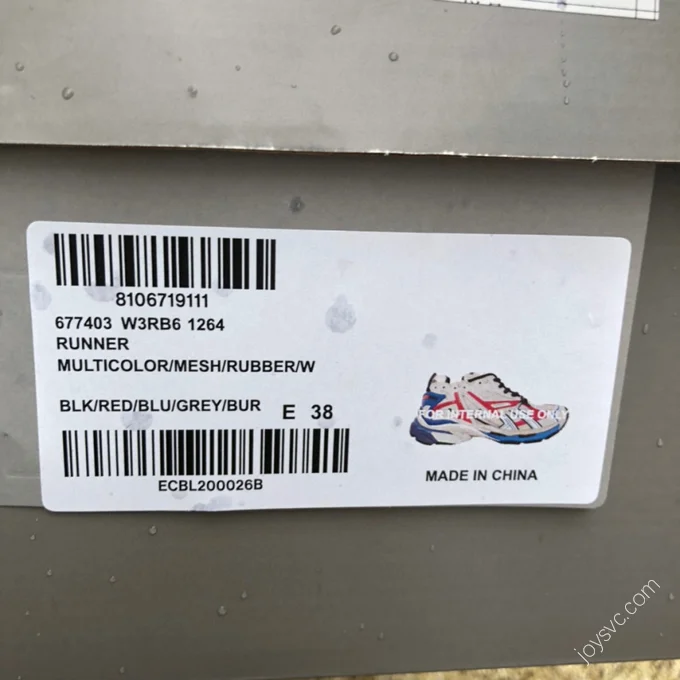 8106719111
677403 W3RB6 1264
RUNNER
MULTICOLOR/MESH/RUBBER/W
BLK/RED/BLU/GREY/BUR E 38
FOR INTERNAL USE ONLY
ECBL200026B
MADE IN CHINA
joysvc.com